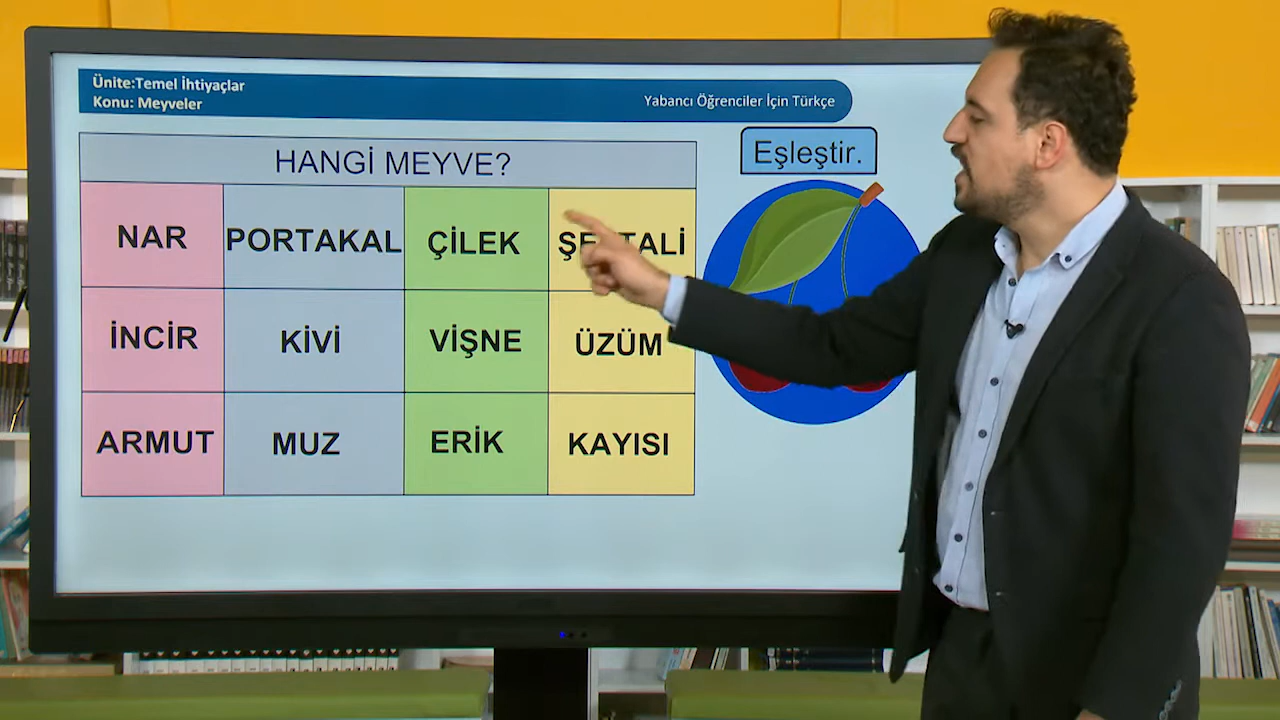 Ünite:Temel İhtiyaçlar
Konu: Meyveler
Yabancı Öğrenciler İçin Türkçe
HANGİ MEYVE?
Eşleştir.
NAR PORTAKAL ÇİLEK
İNCİR KİVİ VİŞNE ÜZÜM
ARMUT MUZ ERİK KAYISI